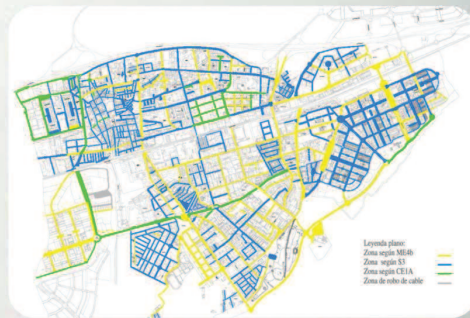 Leyenda plano:
Zona según ME4b
Zona según S3
Zona según CE1A
Zona de robo de cable